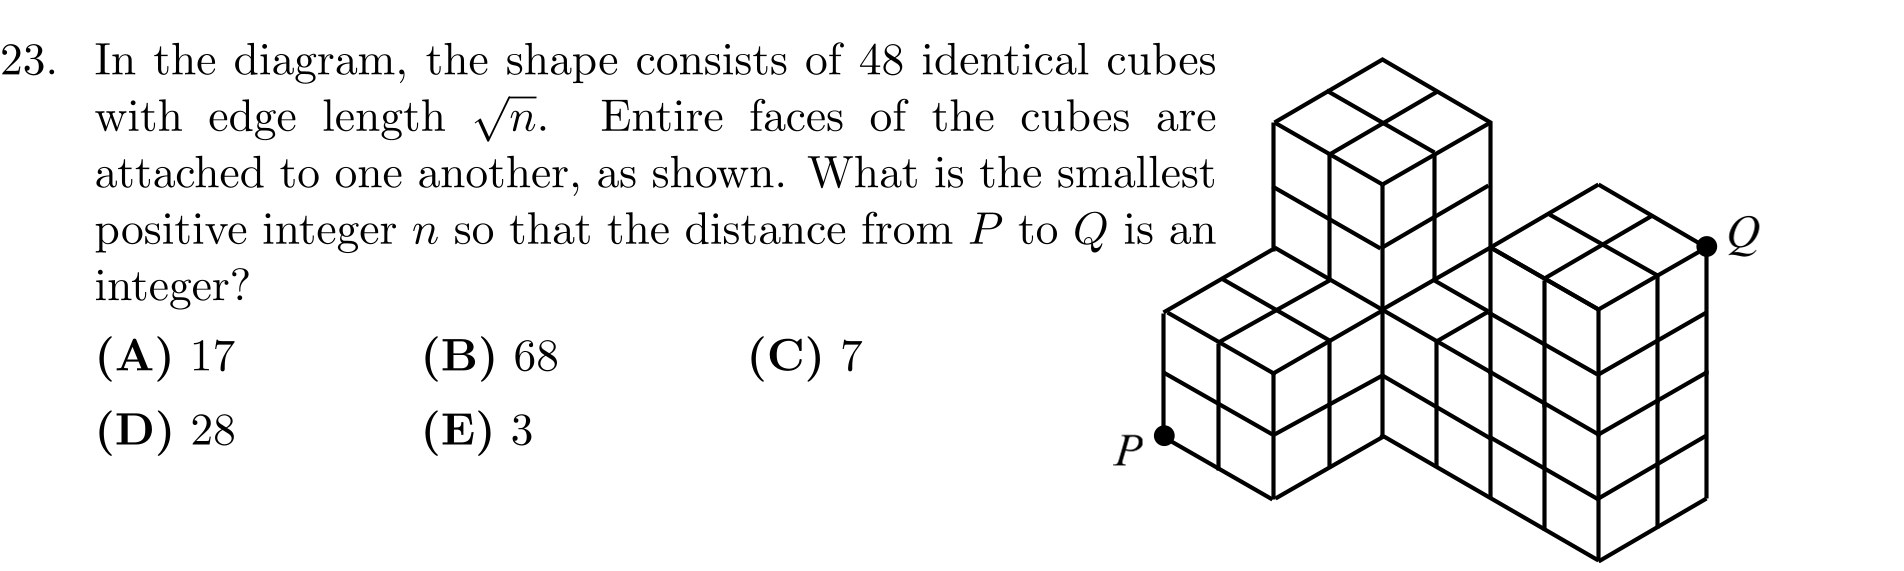 23. In the diagram, the shape consists of 48 identical cubes
with edge length √n. Entire faces of the cubes are
attached to one another, as shown. What is the smallest
positive integer n so that the distance from P to Q is an
integer?
(A) 17 (B) 68 (C) 7
(D) 28 (E) 3
Q
P